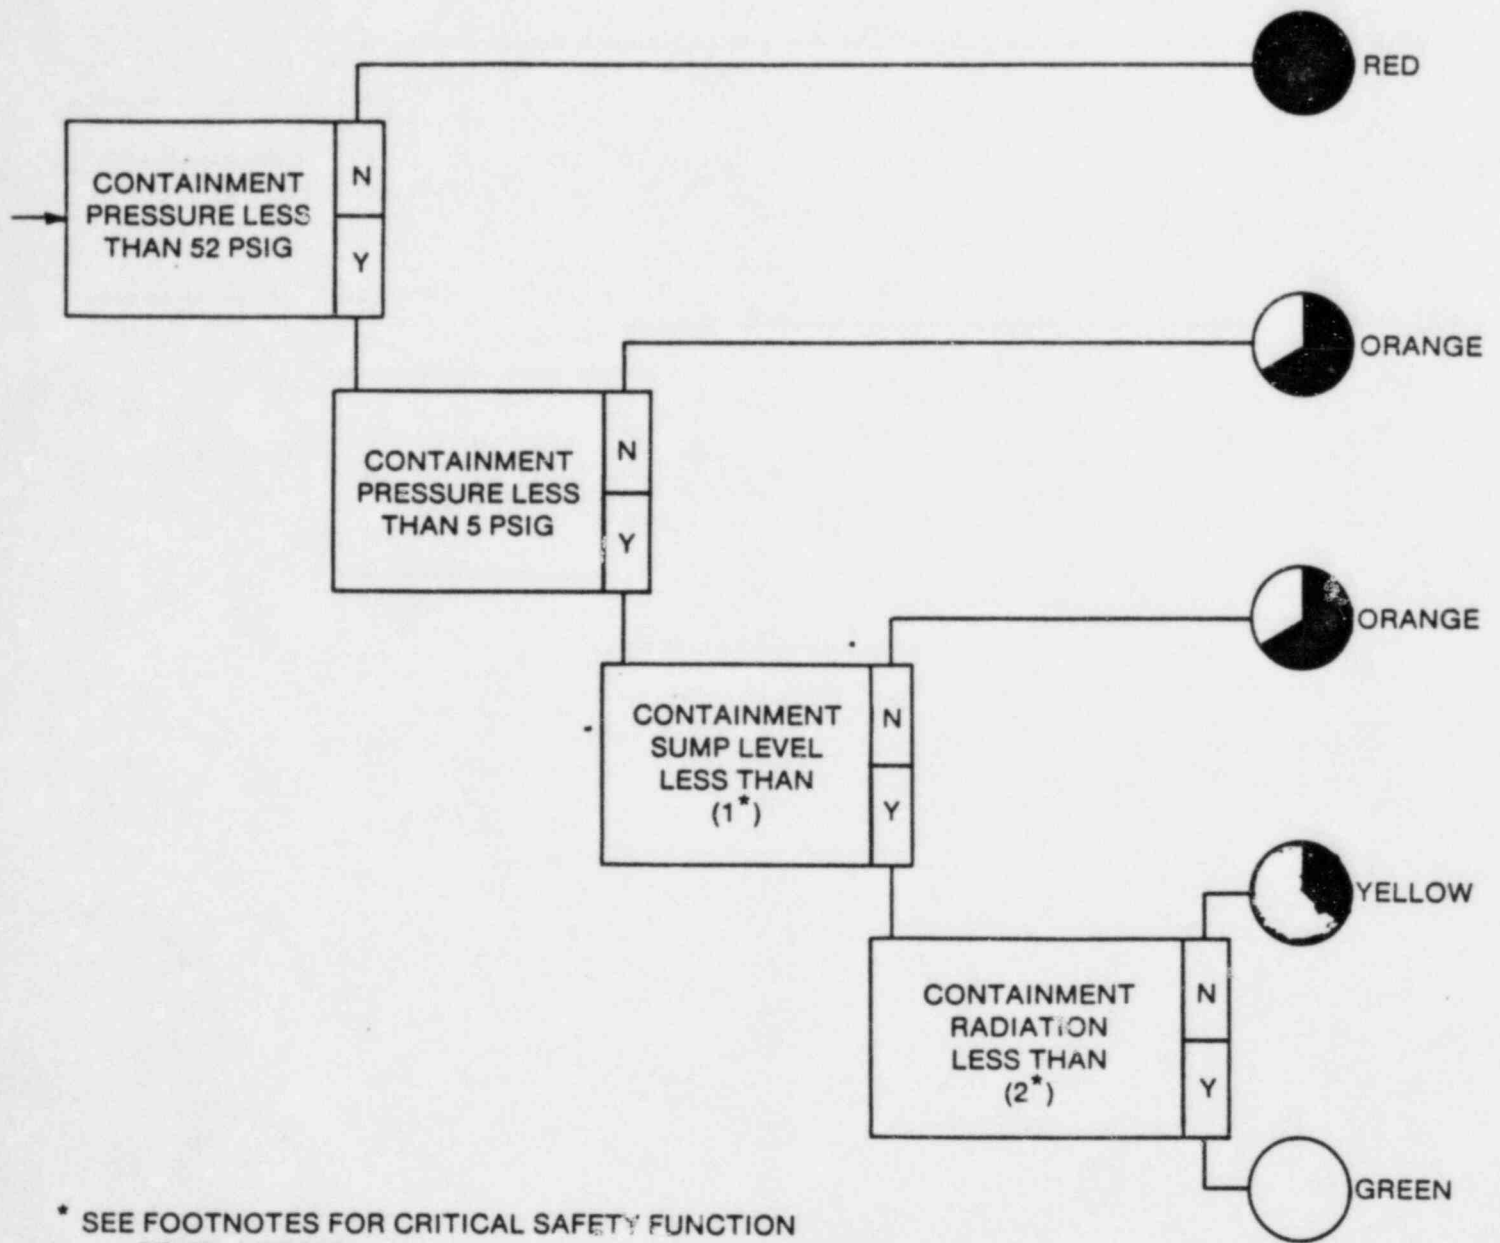 RED
CONTAINMENT
PRESSURE LESS
THAN 52 PSIG
N
Y
ORANGE
CONTAINMENT
PRESSURE LESS
THAN 5 PSIG
N
Y
ORANGE
CONTAINMENT
SUMP LEVEL
LESS THAN
(1*)
N
Y
YELLOW
CONTAINMENT
RADIATION
LESS THAN
(2*)
N
Y
GREEN
* SEE FOOTNOTES FOR CRITICAL SAFETY FUNCTION